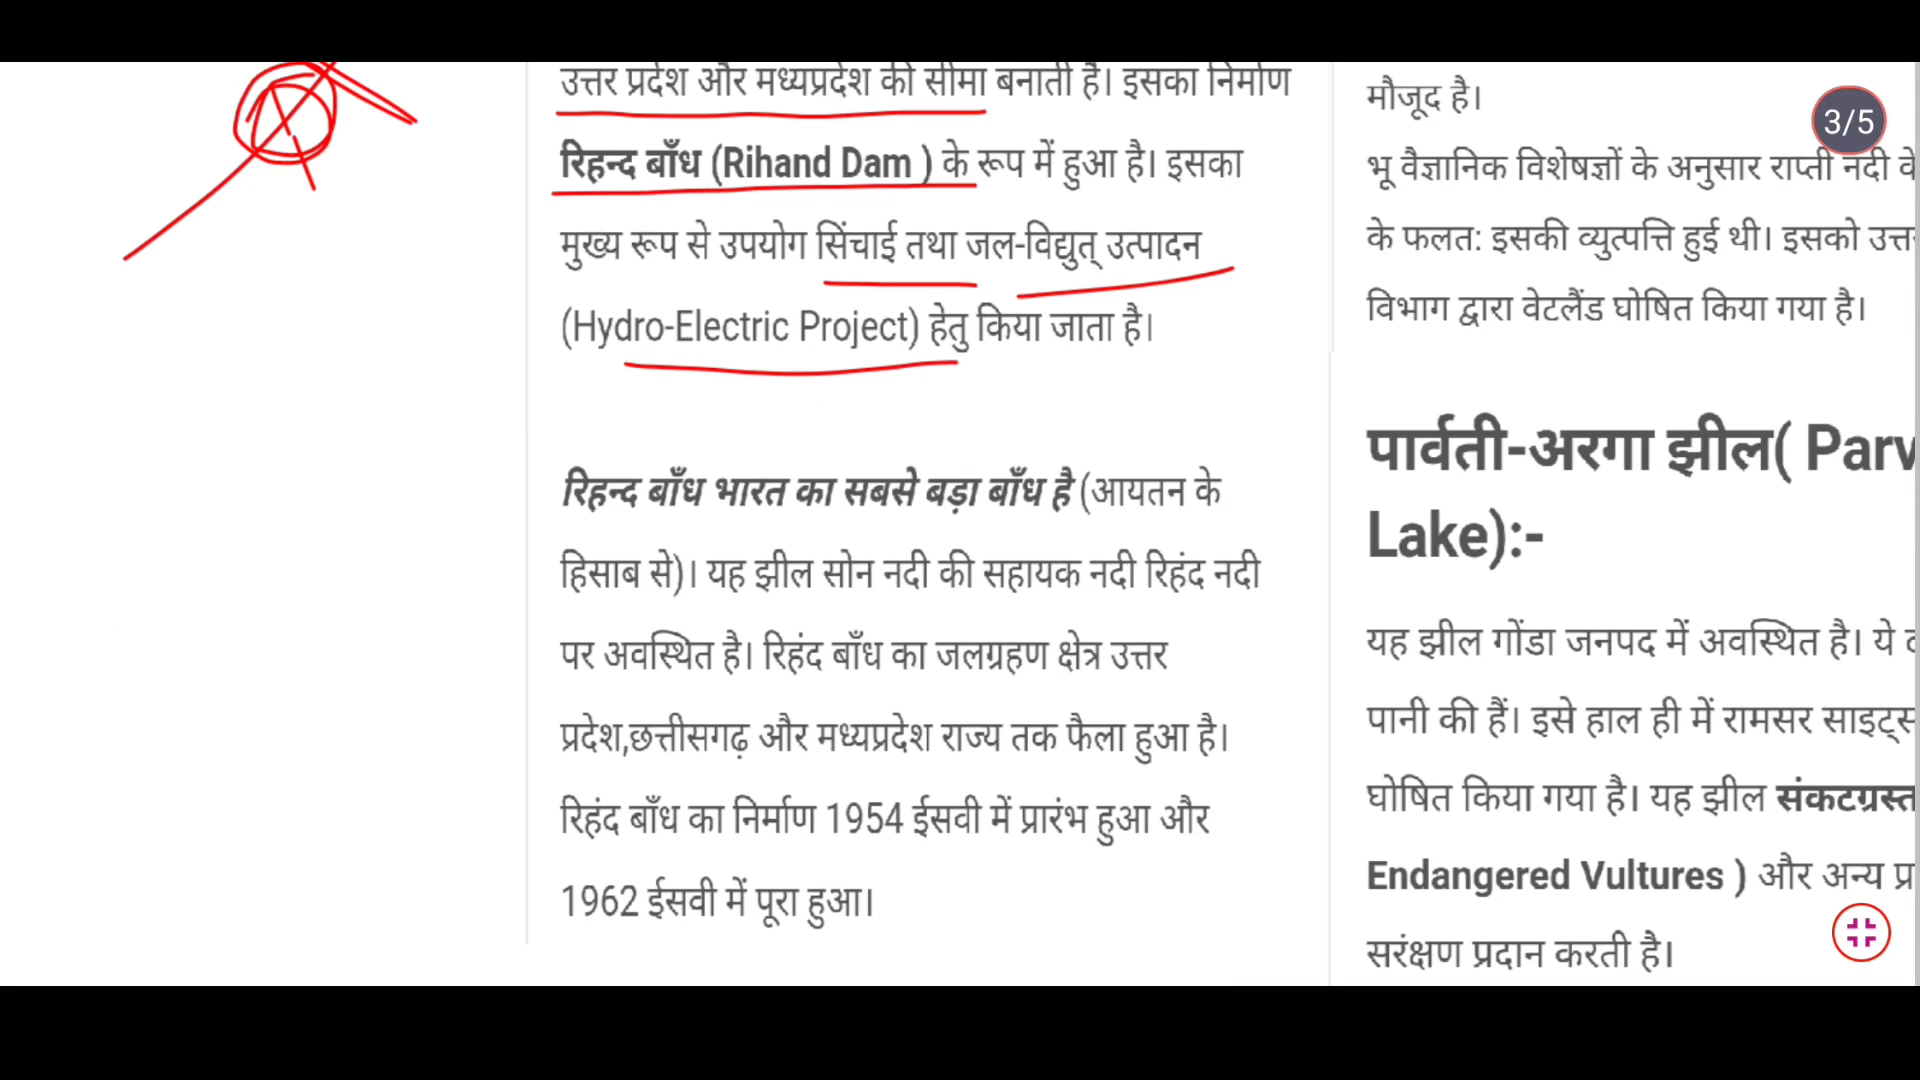 उत्तर प्रदेश और मध्यप्रदेश की सीमा बनाती है। इसका निर्माण
रिहन्द बाँध (Rihand Dam ) के रूप में हुआ है। इसका
मुख्य रूप से उपयोग सिंचाई तथा जल-विद्युत् उत्पादन
(Hydro-Electric Project) हेतु किया जाता है।
रिहन्द बाँध भारत का सबसे बड़ा बाँध है (आयतन के
हिसाब से)। यह झील सोन नदी की सहायक नदी रिहंद नदी
पर अवस्थित है। रिहंद बाँध का जलग्रहण क्षेत्र उत्तर
प्रदेश,छत्तीसगढ़ और मध्यप्रदेश राज्य तक फैला हुआ है।
रिहंद बाँध का निर्माण 1954 ईसवी में प्रारंभ हुआ और
1962 ईसवी में पूरा हुआ।
मौजूद है।
3/5
भू वैज्ञानिक विशेषज्ञों के अनुसार राप्ती नदी के
के फलत: इसकी व्युत्पत्ति हुई थी। इसको
विभाग द्वारा वेटलैंड घोषित किया गया है।
पार्वती-अरगा झील( Parv
Lake):-
यह झील गोंडा जनपद में अवस्थित है। ये
पानी की हैं। इसे हाल ही में रामसर साइट्स
घोषित किया गया है। यह झील संकटग्रस्त
Endangered Vultures ) और अन्य प्र
सरंक्षण प्रदान करती है।